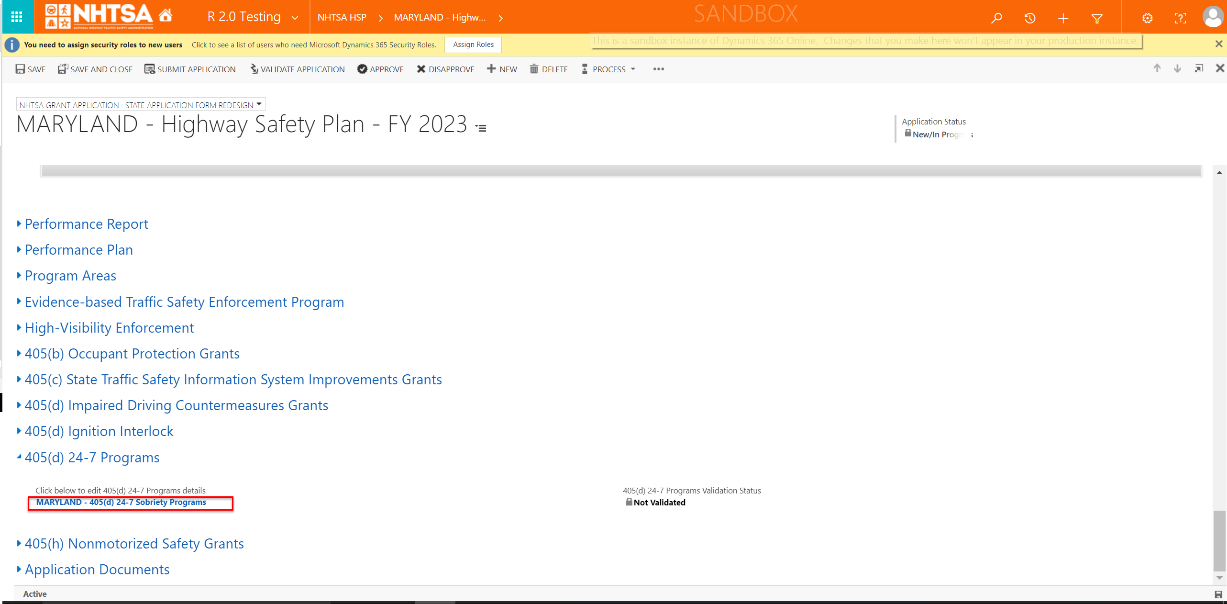 NHTSA R 2.0 Testing NHTSA HSP MARYLAND - Highw... SANDBOX
You need to assign security roles to new users Click to see a list of users who need Microsoft Dynamics 365 Security Roles. Assign Roles This is a sandbox instance of Dynamics 365 Online. Changes that you make here won't appear in your production instance.
SAVE SAVE AND CLOSE SUBMIT APPLICATION VALIDATE APPLICATION APPROVE DISAPPROVE NEW DELETE PROCESS
NHTSA GRANT APPLICATION : STATE APPLICATION FORM REDESIGN
MARYLAND - Highway Safety Plan - FY 2023
Application Status
New/In Progr
Performance Report
Performance Plan
Program Areas
Evidence-based Traffic Safety Enforcement Program
High-Visibility Enforcement
405(b) Occupant Protection Grants
405(c) State Traffic Safety Information System Improvements Grants
405(d) Impaired Driving Countermeasures Grants
405(d) Ignition Interlock
405(d) 24-7 Programs
Click below to edit 405(d) 24-7 Programs details 405(d) 24-7 Programs Validation Status
MARYLAND - 405(d) 24-7 Sobriety Programs Not Validated
405(h) Nonmotorized Safety Grants
Application Documents
Active